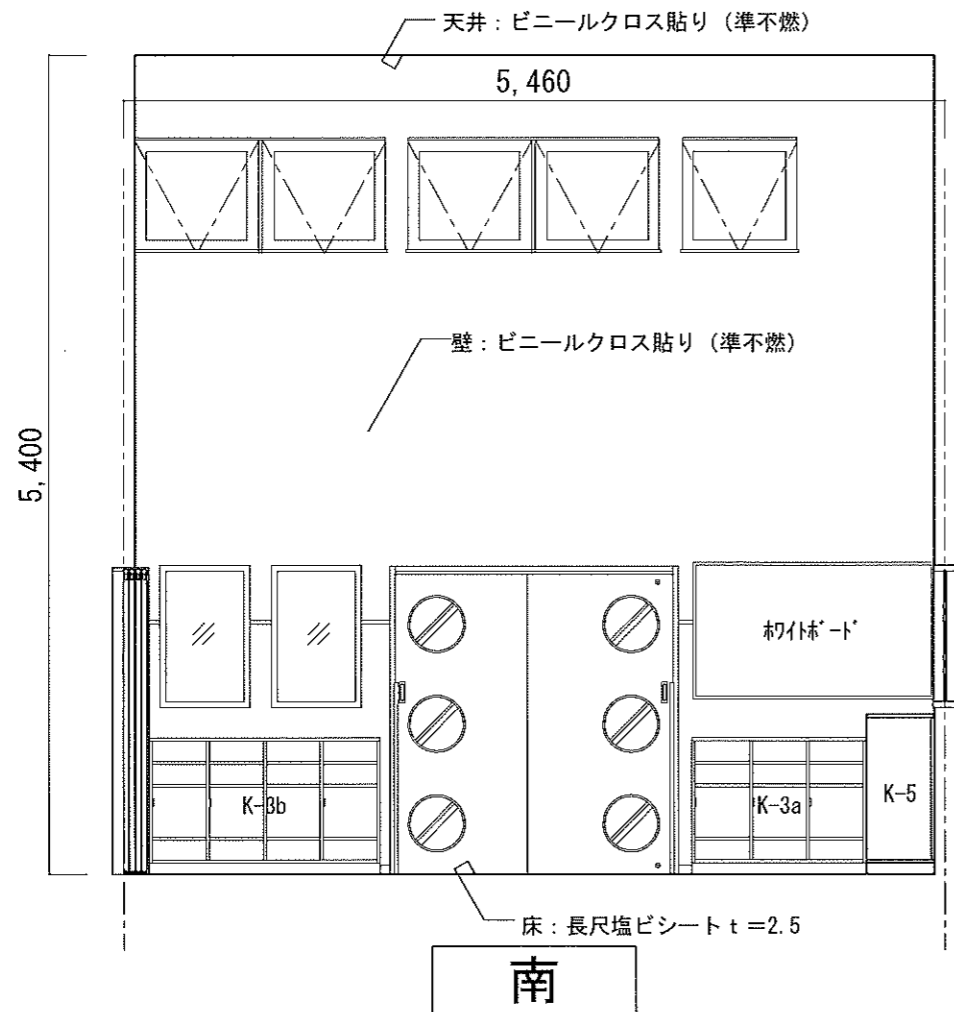 天井：ビニールクロス貼り（準不燃）
5,460
壁：ビニールクロス貼り（準不燃）
5,400
ﾎﾜｲﾄﾎﾞｰﾄﾞ
K-3b
K-3a
K-5
床：長尺塩ビシートｔ＝2.5
南